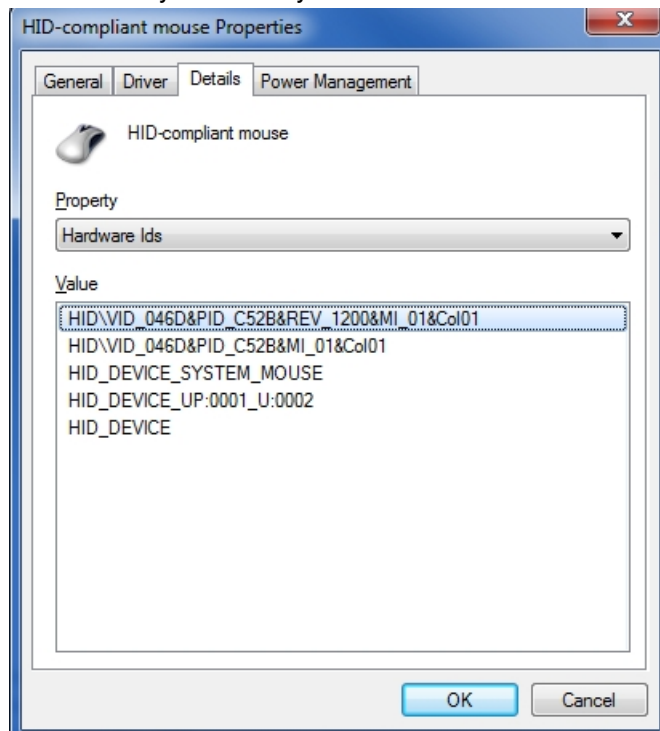 HID-compliant mouse Properties
General Driver Details Power Management
HID-compliant mouse
Property
Hardware Ids
Value
HID\VID_046D&PID_C52B&REV_1200&MI_01&Col01
HID\VID_046D&PID_C52B&MI_01&Col01
HID_DEVICE_SYSTEM_MOUSE
HID_DEVICE_UP:0001_U:0002
HID_DEVICE
OK Cancel